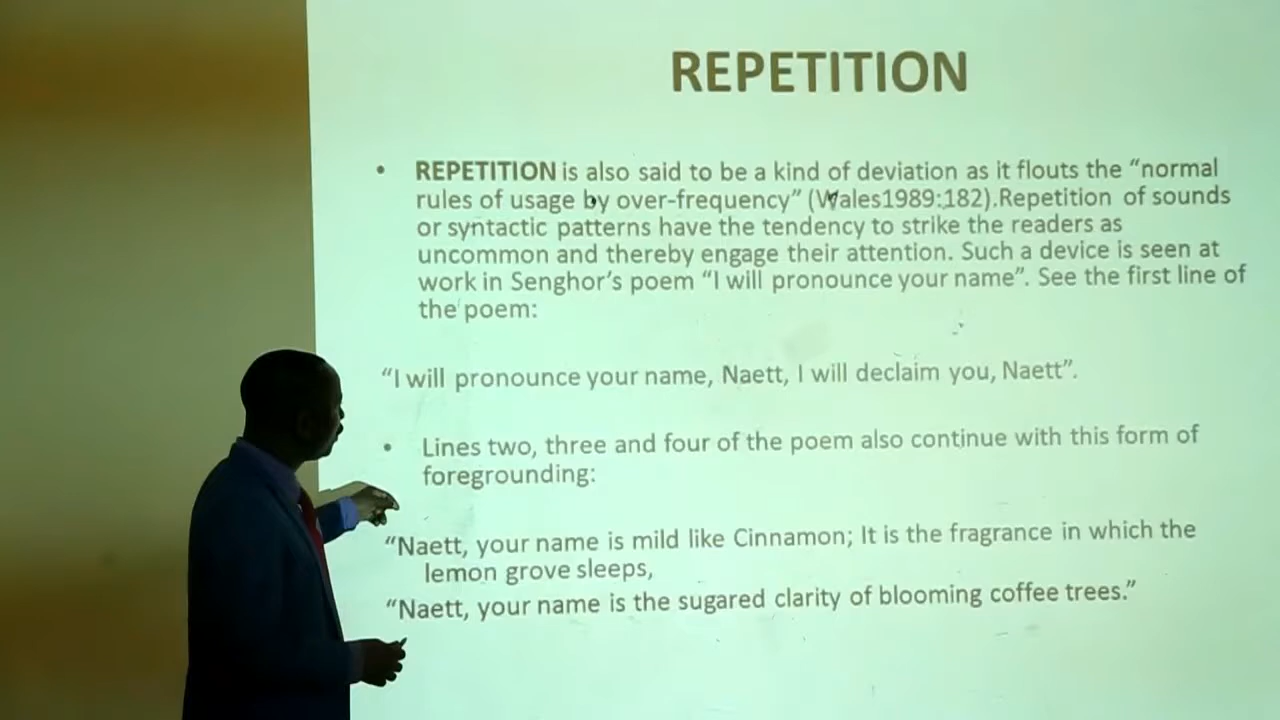 REPETITION
• REPETITION is also said to be a kind of deviation as it flouts the “normal
rules of usage by over-frequency” (Wales1989:182).Repetition of sounds
or syntactic patterns have the tendency to strike the readers as
uncommon and thereby engage their attention. Such a device is seen at
work in Senghor’s poem “I will pronounce your name”. See the first line of
the poem:
“I will pronounce your name, Naett, I will declaim you, Naett”.
• Lines two, three and four of the poem also continue with this form of
foregrounding:
“Naett, your name is mild like Cinnamon; It is the fragrance in which the
lemon grove sleeps,
“Naett, your name is the sugared clarity of blooming coffee trees.”